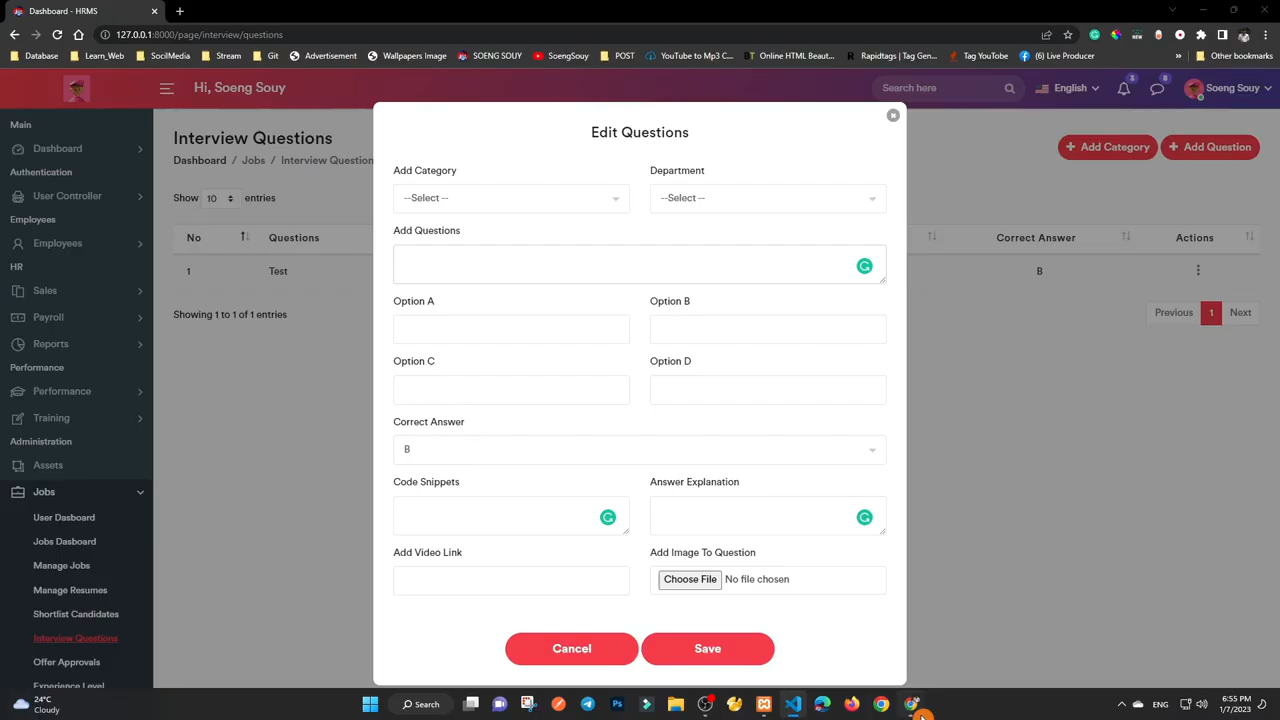 Dashboard - HRMS
127.0.0.1:8000/page/interview/questions
Database
Learn_Web
SocilMedia
Stream
Git
Advertisement
Wallpapers Image
SOENG SOUY
SoengSouy
POST
YouTube to Mp3 C...
Online HTML Beaut...
Rapidtags | Tag Gen...
Tag YouTube
(6) Live Producer
Other bookmarks
Hi, Soeng Souy
Search here
English
3
8
Soeng Souy
Main
Dashboard
Authentication
User Controller
Employees
Employees
HR
Sales
Payroll
Reports
Performance
Performance
Training
Administration
Assets
Jobs
User Dasboard
Jobs Dasboard
Manage Jobs
Manage Resumes
Shortlist Candidates
Interview Questions
Offer Approvals
Experience Level
Interview Questions
Dashboard / Jobs / Interview Question
Add Category
Add Question
Show 10 entries
No
Questions
Correct Answer
Actions
1
Test
B
Showing 1 to 1 of 1 entries
Previous 1 Next
Edit Questions
Add Category
Department
--Select --
--Select --
Add Questions
Option A
Option B
Option C
Option D
Correct Answer
B
Code Snippets
Answer Explanation
Add Video Link
Add Image To Question
Choose File No file chosen
Cancel
Save
24°C
Cloudy
Search
ENG
6:55 PM
1/7/2023